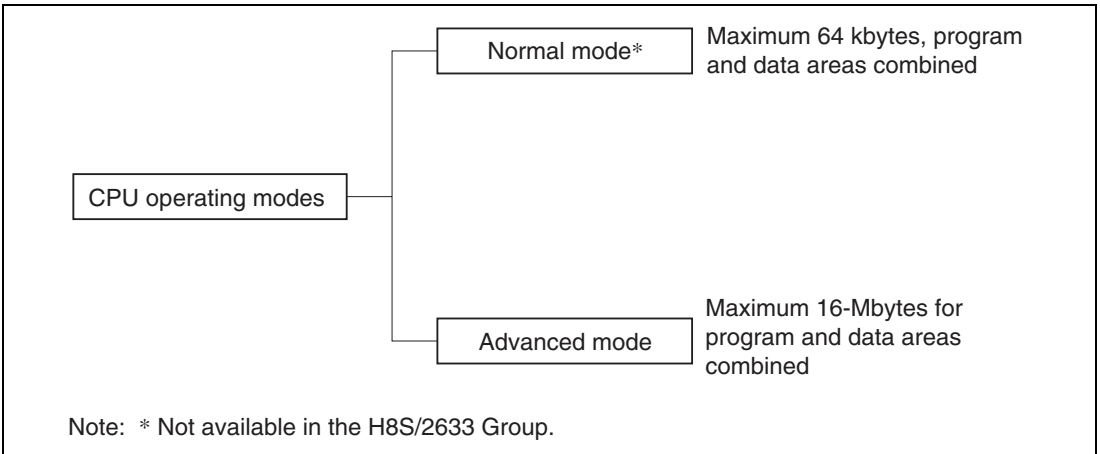 Normal mode*
Maximum 64 kbytes, program
and data areas combined
CPU operating modes
Advanced mode
Maximum 16-Mbytes for
program and data areas
combined
Note: * Not available in the H8S/2633 Group.